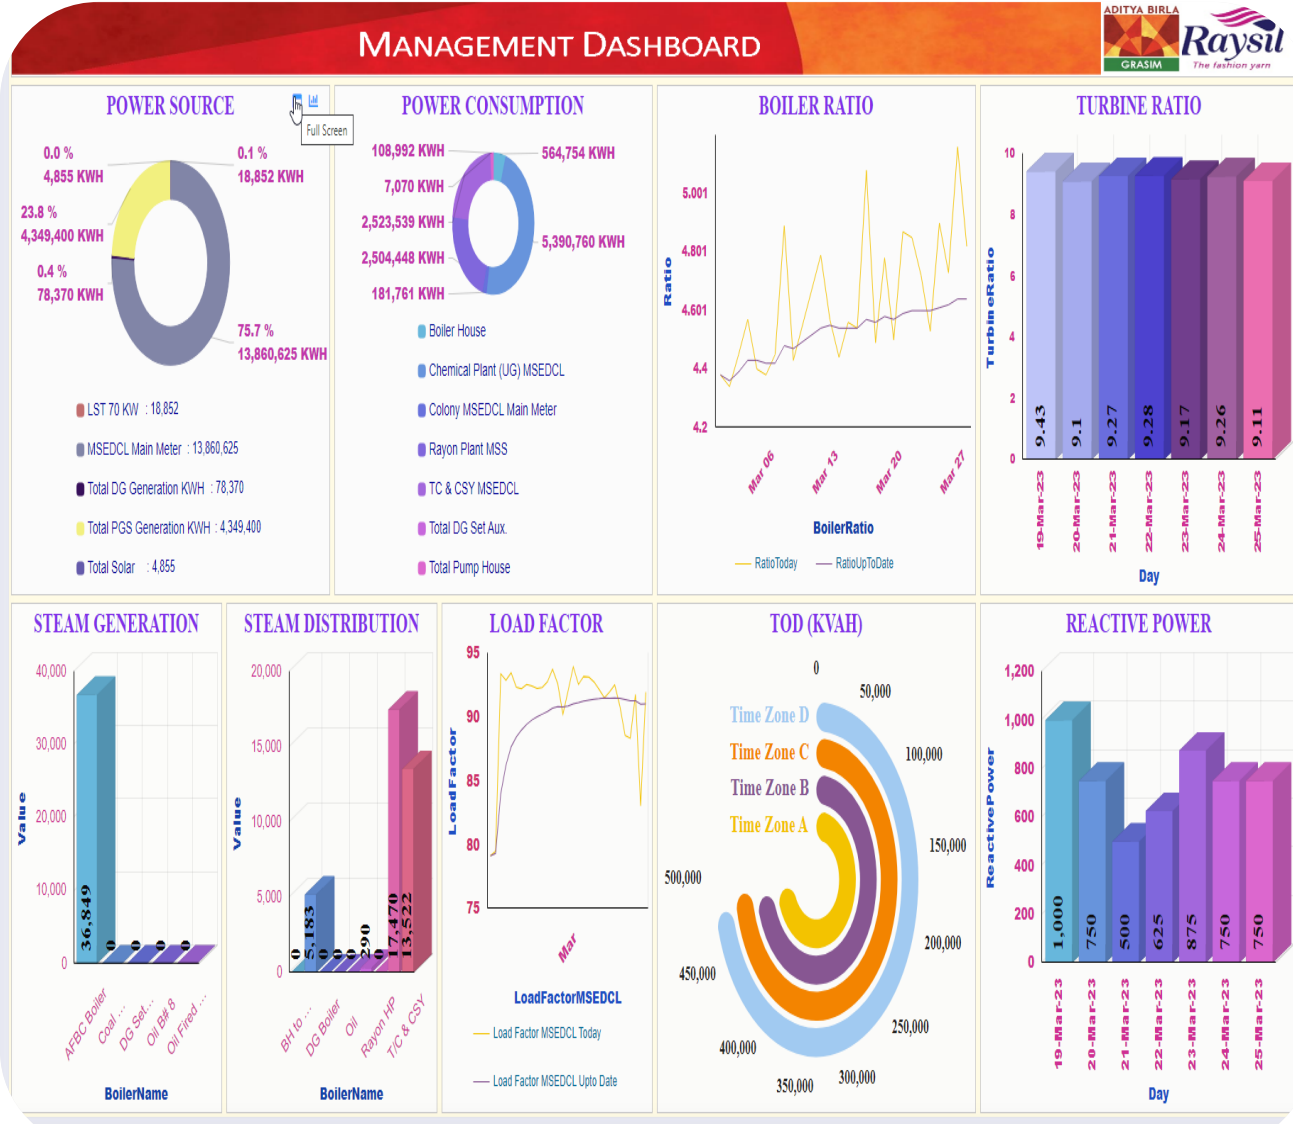 MANAGEMENT DASHBOARD
ADITYA BIRLA
GRASIM
Raysil
The fashion yarn
POWER SOURCE
Full Screen
0.0 %
4,855 KWH
0.1 %
18,852 KWH
23.8 %
4,349,400 KWH
0.4 %
78,370 KWH
75.7 %
13,860,625 KWH
LST 70 KW : 18,852
MSEDCL Main Meter : 13,860,625
Total DG Generation KWH : 78,370
Total PGS Generation KWH : 4,349,400
Total Solar : 4,855
POWER CONSUMPTION
108,992 KWH
564,754 KWH
7,070 KWH
2,523,539 KWH
5,390,760 KWH
2,504,448 KWH
181,761 KWH
Boiler House
Chemical Plant (UG) MSEDCL
Colony MSEDCL Main Meter
Rayon Plant MSS
TC & CSY MSEDCL
Total DG Set Aux.
Total Pump House
BOILER RATIO
Ratio
5.001
4.801
4.601
4.4
4.2
Mar 06
Mar 13
Mar 20
Mar 27
BoilerRatio
RatioToday
RatioUpToDate
TURBINE RATIO
TurbineRatio
10
8
6
4
2
0
9.43
9.1
9.27
9.28
9.17
9.26
9.11
19-Mar-23
20-Mar-23
21-Mar-23
22-Mar-23
23-Mar-23
24-Mar-23
25-Mar-23
Day
STEAM GENERATION
Value
40,000
30,000
20,000
10,000
0
36,849
0
0
0
0
AFBC Boiler
Coal ...
DG Set...
Oil B# 8
Oil Fired ...
BoilerName
STEAM DISTRIBUTION
Value
20,000
15,000
10,000
5,000
0
0
5,183
0
0
0
290
0
17,470
13,522
BH to ...
DG Boiler
Oil
Rayon HP
T/C & CSY
BoilerName
LOAD FACTOR
LoadFactor
95
90
85
80
75
Mar
LoadFactorMSEDCL
Load Factor MSEDCL Today
Load Factor MSEDCL Upto Date
TOD (KVAH)
0
50,000
100,000
150,000
200,000
250,000
300,000
350,000
400,000
450,000
500,000
Time Zone D
Time Zone C
Time Zone B
Time Zone A
REACTIVE POWER
ReactivePower
1,200
1,000
800
600
400
200
0
1,000
750
500
625
875
750
750
19-Mar-23
20-Mar-23
21-Mar-23
22-Mar-23
23-Mar-23
24-Mar-23
25-Mar-23
Day